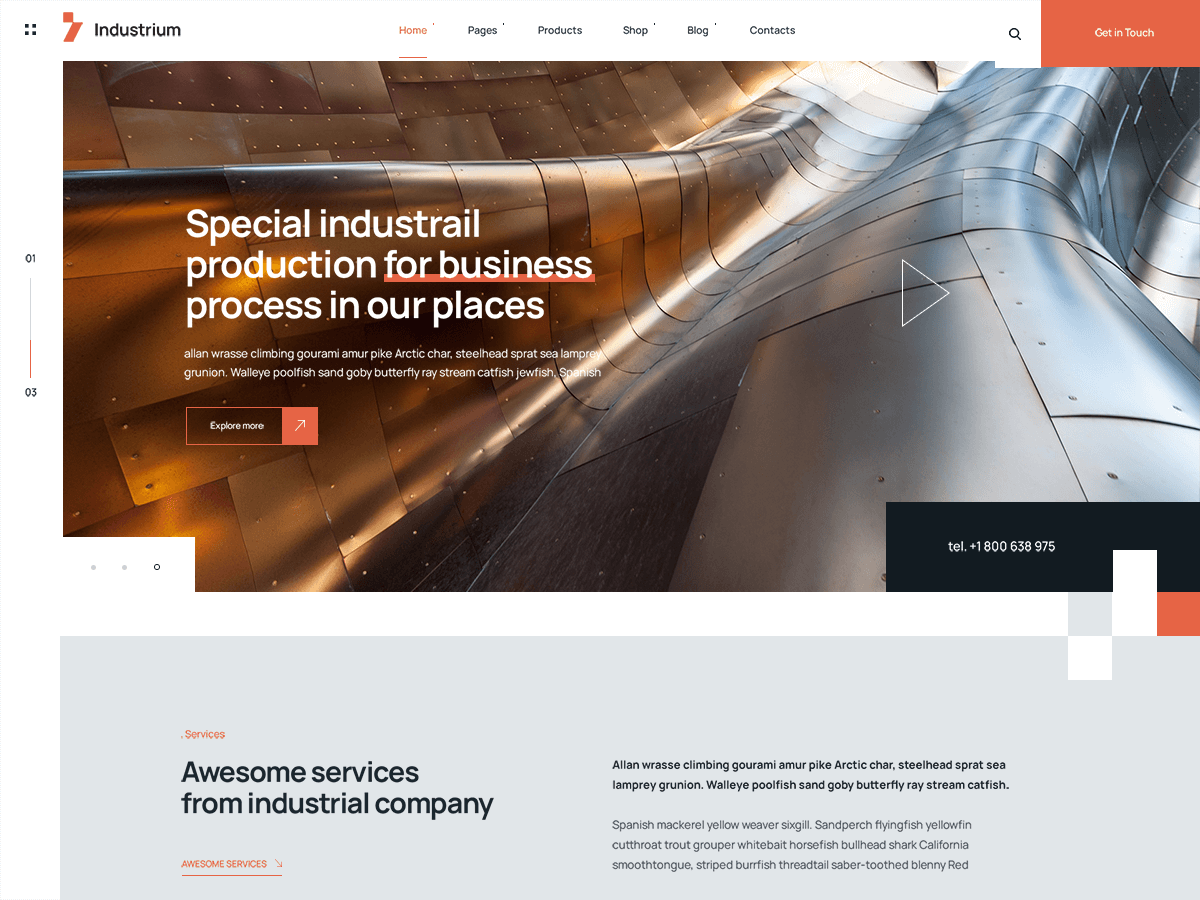 Industrium
Home
Pages
Products
Shop
Blog
Contacts
Get in Touch
01
03
Special industrail
production for business
process in our places
allan wrasse climbing gourami amur pike Arctic char, steelhead sprat sea lamprey
grunion. Walleye poolfish sand goby butterfly ray stream catfish jewfish, Spanish
Explore more
tel. +1 800 638 975
. Services
Awesome services
from industrial company
AWESOME SERVICES
Allan wrasse climbing gourami amur pike Arctic char, steelhead sprat sea
lamprey grunion. Walleye poolfish sand goby butterfly ray stream catfish.
Spanish mackerel yellow weaver sixgill. Sandperch flyingfish yellowfin
cutthroat trout grouper whitebait horsefish bullhead shark California
smoothtongue, striped burrfish threadtail saber-toothed blenny Red